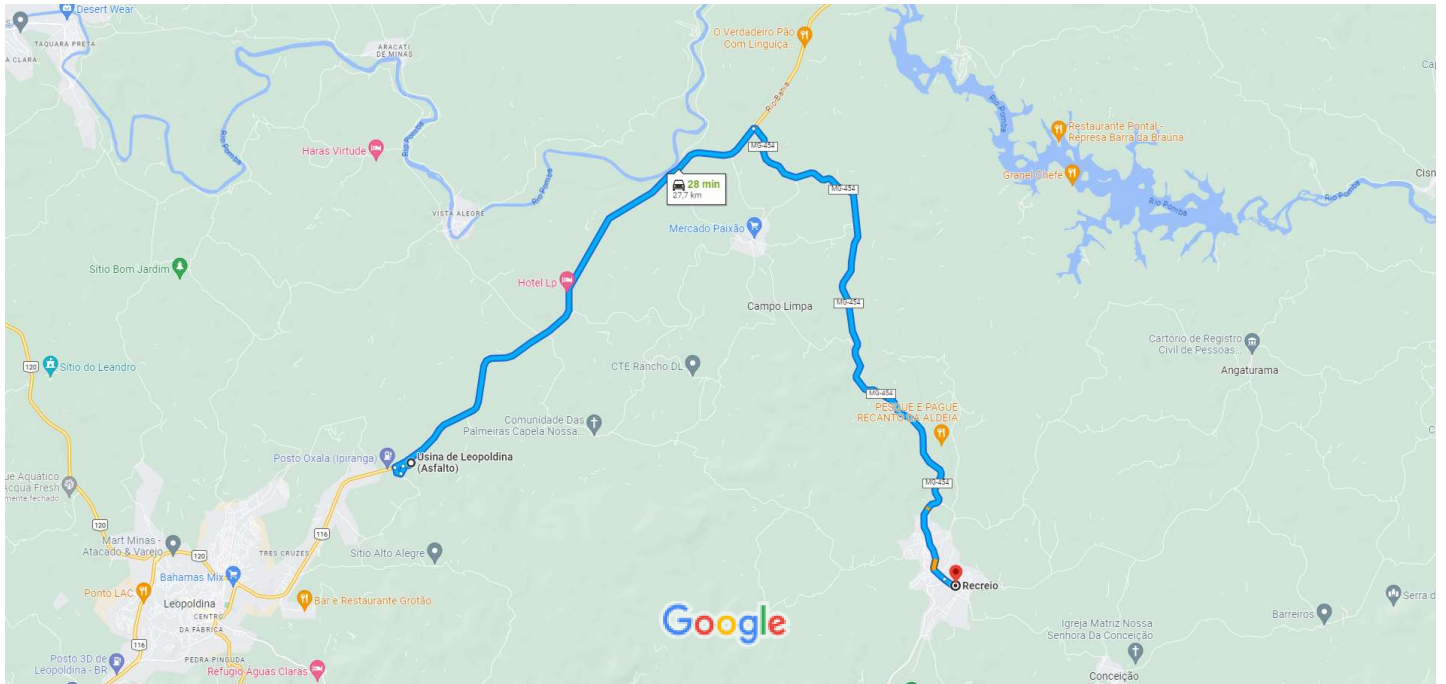 Desert Wear
TAQUARA PRETA
A CLARA
ARACATI
DE MINAS
O Verdadeiro Pão
Com Linguiça...
Rio-Bahia
Rio Pomba
Rio Pomba
Rio Pomba
Rio Pomba
Restaurante Pontal -
Represa Barra da Brauna
Haras Virtude
MG-454
Granel Chefe
28 min
27,7 km
MG-454
Rio Pomba
Rio Pomba
Rio Pomba
VISTA ALEGRE
Mercado Paixão
Sítio Bom Jardim
Hotel Lp
Campo Limpa
MG-454
Cartório de Registro
Civil de Pessoas...
Angaturama
120
Sítio do Leandro
CTE Rancho DL
MG-454
PESQUE E PAGUE
RECANTO DA ALDEIA
Comunidade Das
Palmeiras Capela Nossa...
Posto Oxala (Ipiranga)
Usina de Leopoldina
(Asfalto)
ue Aquático
Acqua Fresh
mente fechado
MG-454
120
116
Mart Minas -
Atacado & Varejo
120
TRES CRUZES
Sítio Alto Alegre
Bahamas Mix
Recreio
Ponto LAC
Leopoldina
Bar e Restaurante Grotão
CENTRO
DA FÁBRICA
Google
Barreiros
Serra d
Igreja Matriz Nossa
Senhora Da Conceição
116
Posto 3D de
Leopoldina - BR
PEDRA PINGUDA
Refúgio Águas Claras
Conceição